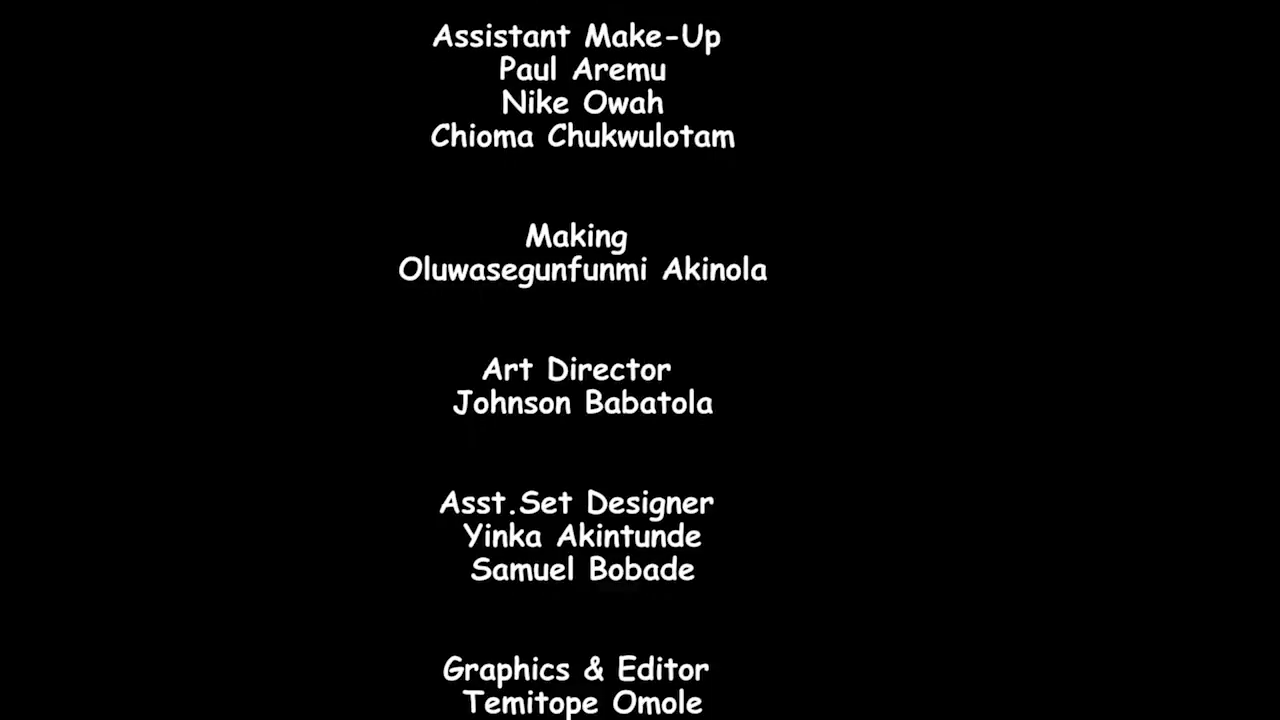 Assistant Make-Up
Paul Aremu
Nike Owah
Chioma Chukwulotam
Making
Oluwasegunfunmi Akinola
Art Director
Johnson Babatola
Asst.Set Designer
Yinka Akintunde
Samuel Bobade
Graphics & Editor
Temitope Omole